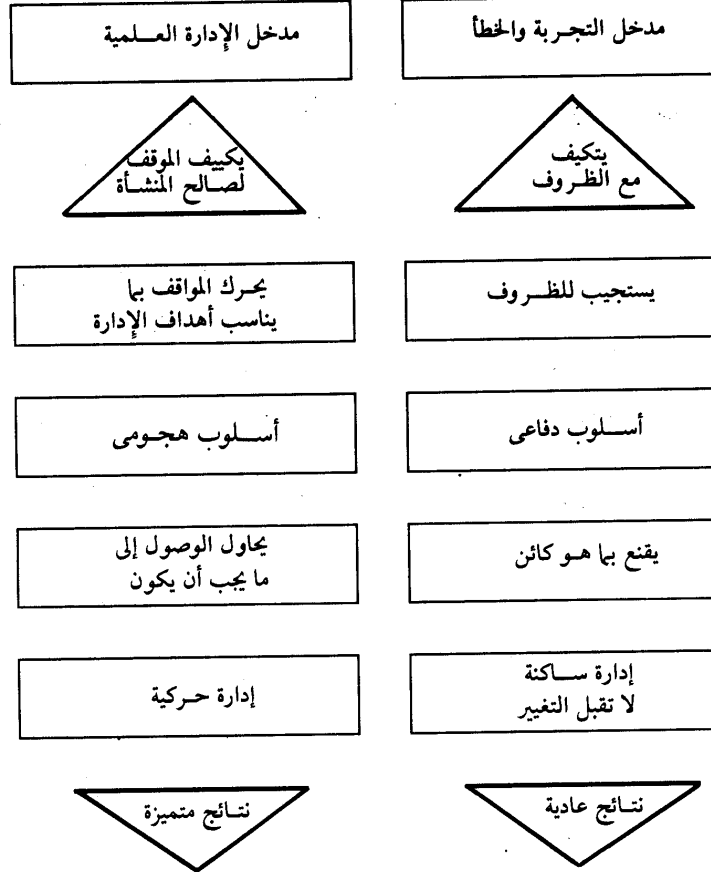 مدخل التجربة والخطأ
يتكيف
مع الظروف
يستجيب للظروف
أسلوب دفاعى
يقنع بما هو كائن
إدارة ساكنة
لا تقبل التغيير
نتائج عادية
مدخل الإدارة العلمية
يكييف الموقف
لصالح المنشأة
يحرك المواقف بما
يناسب أهداف الإدارة
أسلوب هجومى
يحاول الوصول إلى
ما يجب أن يكون
إدارة حركية
نتائج متميزة